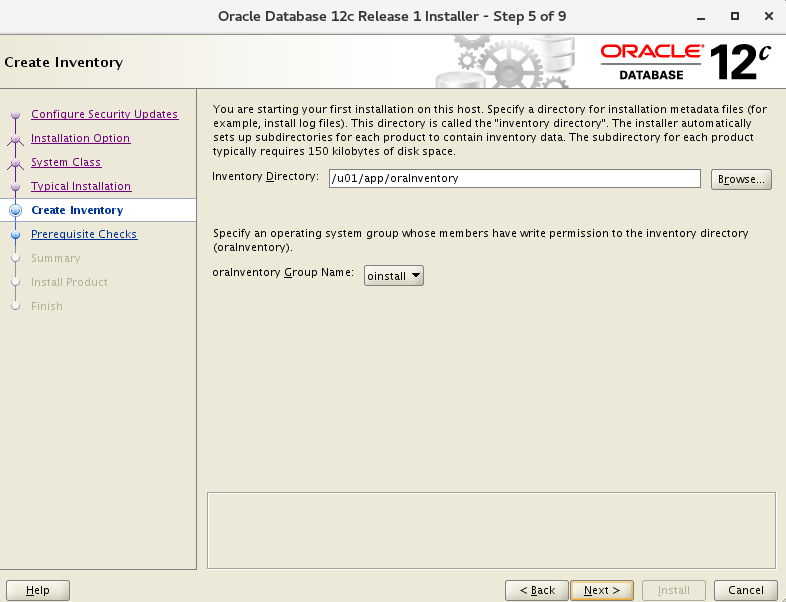 Oracle Database 12c Release 1 Installer - Step 5 of 9
Create Inventory
ORACLE®
DATABASE
12c
Configure Security Updates
Installation Option
System Class
Typical Installation
Create Inventory
Prerequisite Checks
Summary
Install Product
Finish
You are starting your first installation on this host. Specify a directory for installation metadata files (for
example, install log files). This directory is called the "inventory directory". The installer automatically
sets up subdirectories for each product to contain inventory data. The subdirectory for each product
typically requires 150 kilobytes of disk space.
Inventory Directory: /u01/app/oraInventory Browse...
Specify an operating system group whose members have write permission to the inventory directory
(oraInventory).
oraInventory Group Name: oinstall
Help < Back Next > Install Cancel